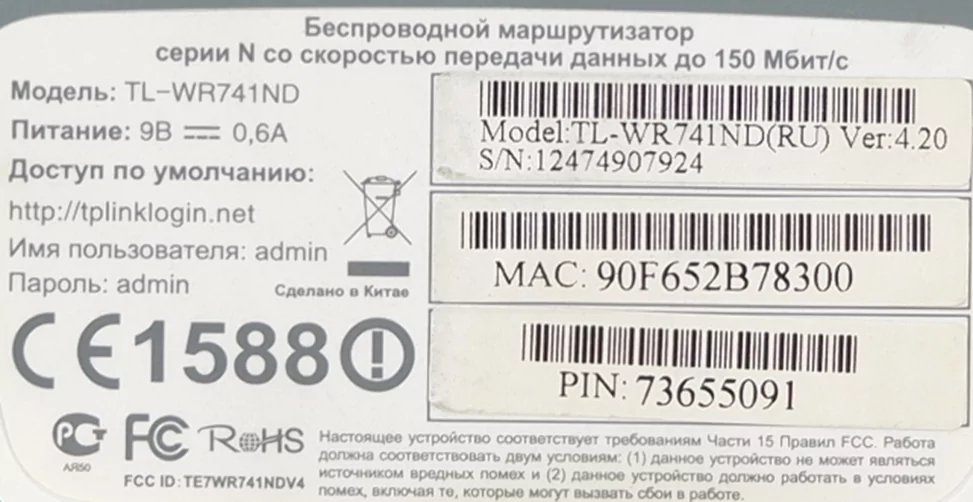 Беспроводной маршрутизатор
серии N со скоростью передачи данных до 150 Мбит/с
Модель: TL-WR741ND
Питание: 9В 0,6А
Доступ по умолчанию:
http://tplinklogin.net
Имя пользователя: admin
Пароль: admin
Сделано в Китае
Model:TL-WR741ND(RU) Ver:4.20
S/N:12474907924
MAC: 90F652B78300
PIN: 73655091
CE1588
РСТ
АЯ50
FC
RoHS
FCC ID: TE7WR741NDV4
Настоящее устройство соответствует требованиям Части 15 Правил FCC. Работа
должна соответствовать двум условиям: (1) данное устройство не может являться
источником вредных помех и (2) данное устройство должно работать в условиях
помех, включая те, которые могут вызвать сбои в работе.